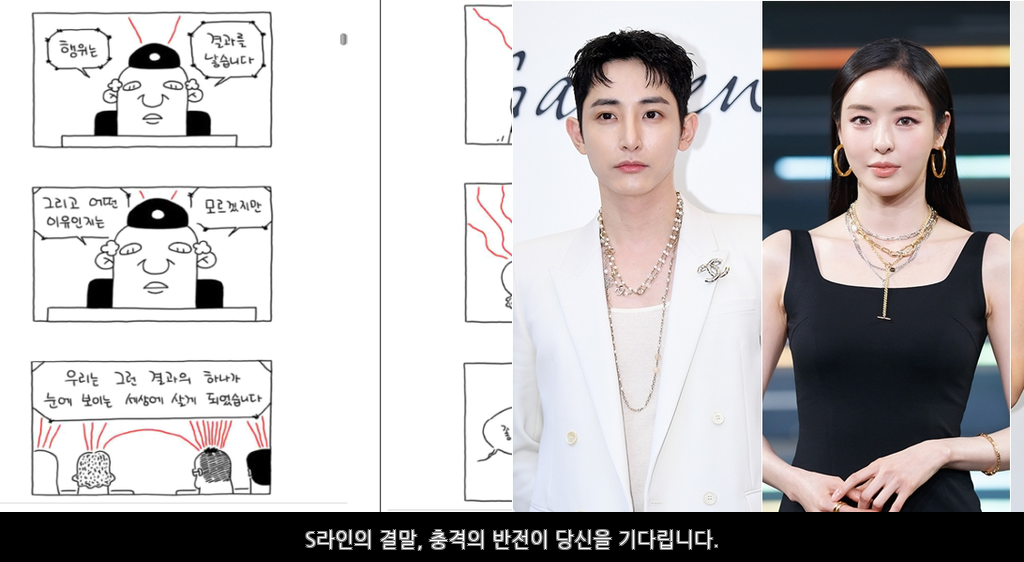 행위는
결과를
낳습니다
그리고 어떤
이유인지는
모르겠지만
우리는 그런 결과의 하나가
눈에 보이는 세상에 살게 되었습니다
S라인의 결말, 충격의 반전이 당신을 기다립니다.